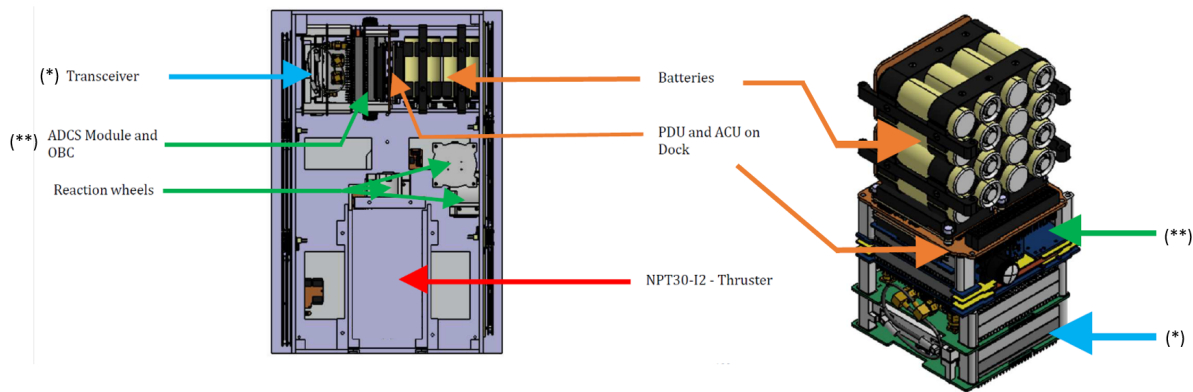 (*) Transceiver
Batteries
(**) ADCS Module and
OBC
PDU and ACU on
Dock
Reaction wheels
(**)
NPT30-I2 - Thruster
(*)